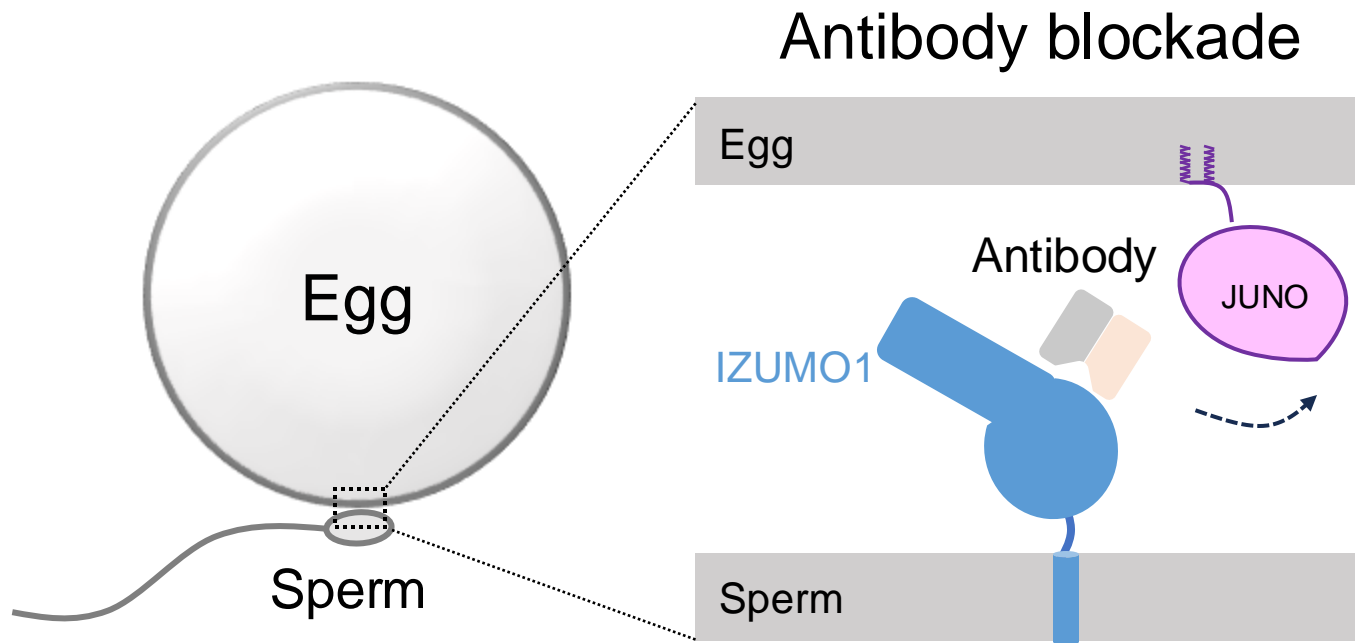 Antibody blockade
Egg
Sperm
Egg
Antibody
JUNO
IZUMO1
Sperm